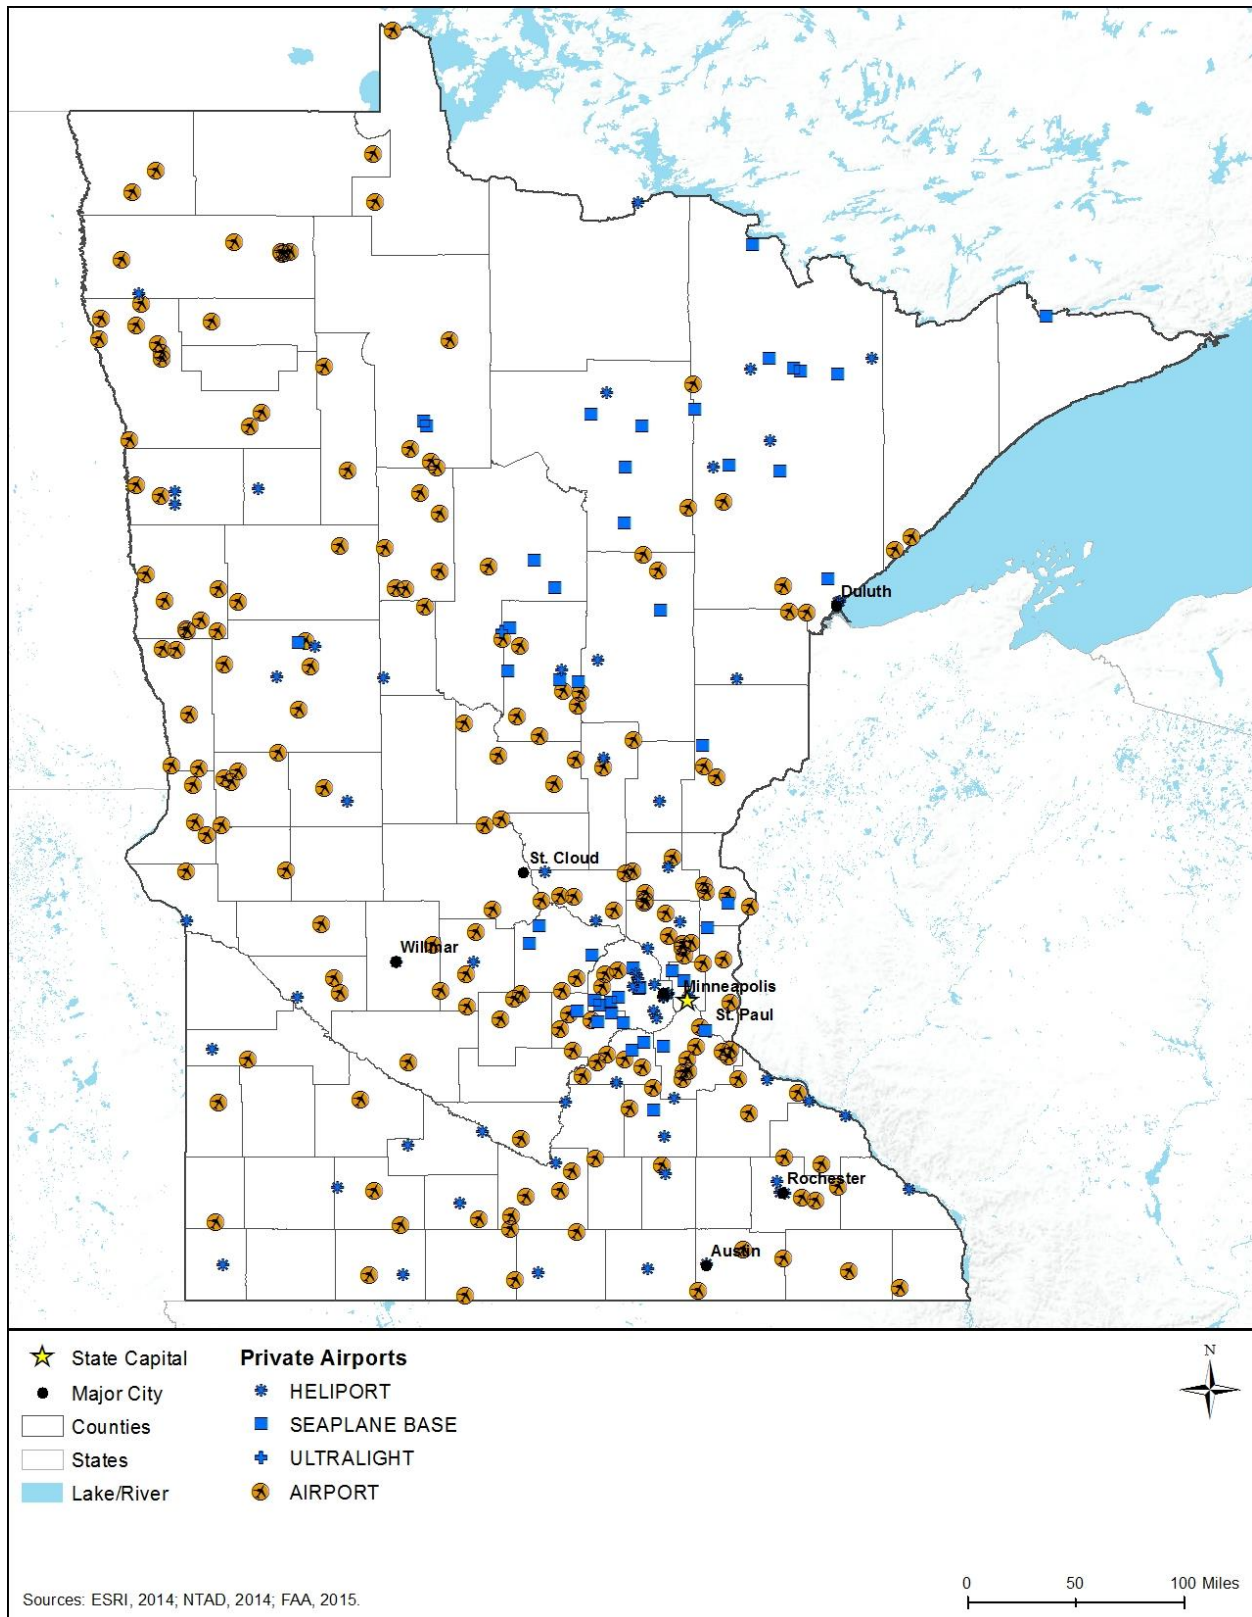 Duluth
St. Cloud
Willmar
Minneapolis
St. Paul
Rochester
Austin
State Capital
Major City
Counties
States
Lake/River
Private Airports
HELIPORT
SEAPLANE BASE
ULTRALIGHT
AIRPORT
N
0 50 100 Miles
Sources: ESRI, 2014; NTAD, 2014; FAA, 2015.